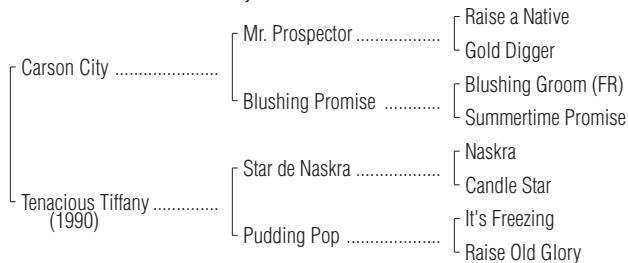 Carson City ......................
Mr. Prospector ..................
Raise a Native
Gold Digger
Blushing Promise ............
Blushing Groom (FR)
Summertime Promise
Tenacious Tiffany ..............
(1990)
Star de Naskra .....................
Naskra
Candle Star
Pudding Pop ....................
It's Freezing
Raise Old Glory